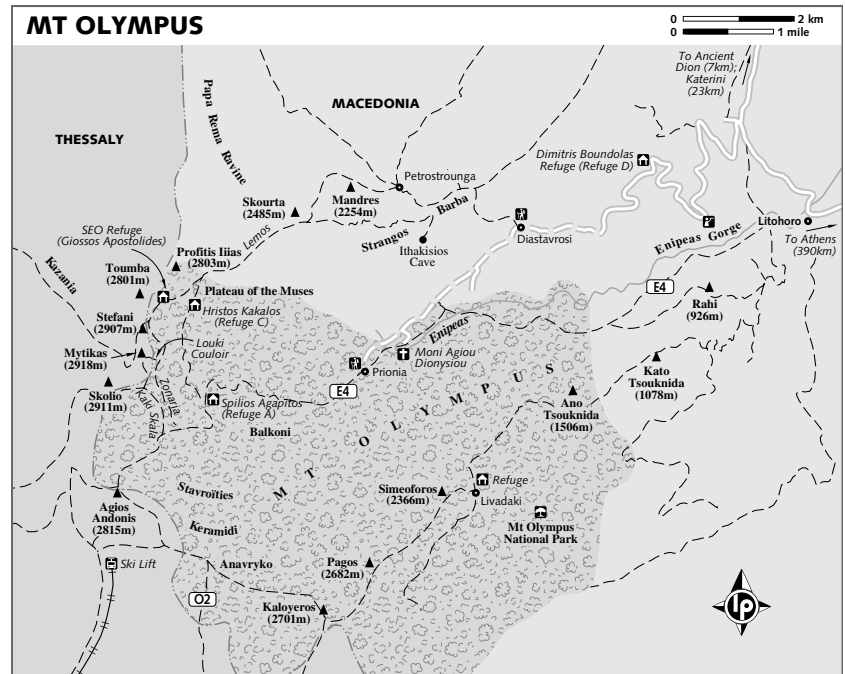 MT OLYMPUS
0 2 km
0 1 mile
To Ancient
Dion (7km);
Katerini
(23km)
MACEDONIA
THESSALY
Papa Rema Ravine
Dimitris Boundolas
Refuge (Refuge D)
Petrostrounga
Mandres
(2254m)
Skourta
(2485m)
Barba
Strangos
Lemos
Ithakisios
Cave
Diastavrosi
Litohoro
Enipeas Gorge
To Athens
(390km)
SEO Refuge
(Giossos Apostolides)
Profitis Iiias
(2803m)
Kazania
Toumba
(2801m)
Plateau of the Muses
Hristos Kakalos
(Refuge C)
E4
Rahi
(926m)
Stefani
(2907m)
Enipeas
Louki
Couloir
Mytikas
(2918m)
Moni Agiou
Dionysiou
Prionia
Kato
Tsouknida
(1078m)
Skolio
(2911m)
Zonaria
Kaki Skala
E4
Spilios Agapitos
(Refuge A)
Ano
Tsouknida
(1506m)
Balkoni
MT OLYMPUS
Stavroïties
Simeoforos
(2366m)
Refuge
Livadaki
Agios
Andonis
(2815m)
Keramidi
Mt Olympus
National Park
Ski Lift
Anavryko
Pagos
(2682m)
O2
Kaloyeros
(2701m)
lp